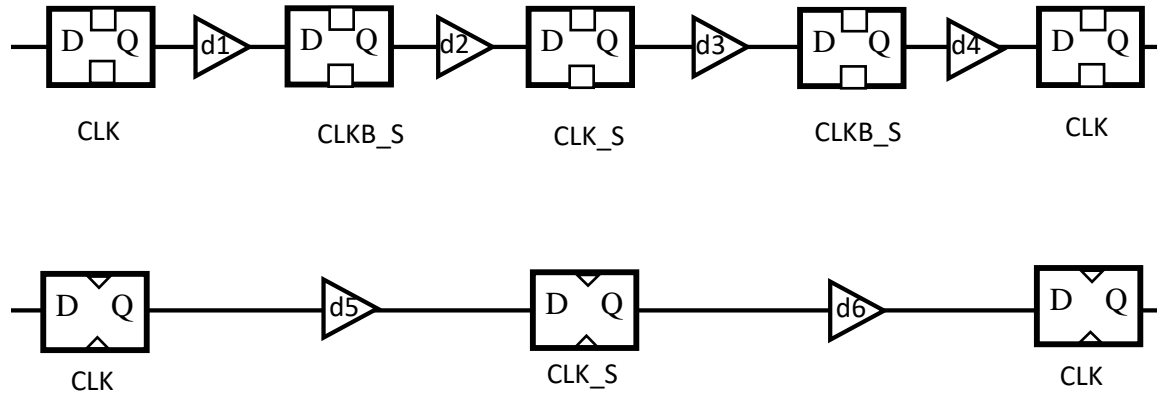 D Q d1 D Q d2 D Q d3 D Q d4 D Q
CLK CLKB_S CLK_S CLKB_S CLK
D Q d5 D Q d6 D Q
CLK CLK_S CLK